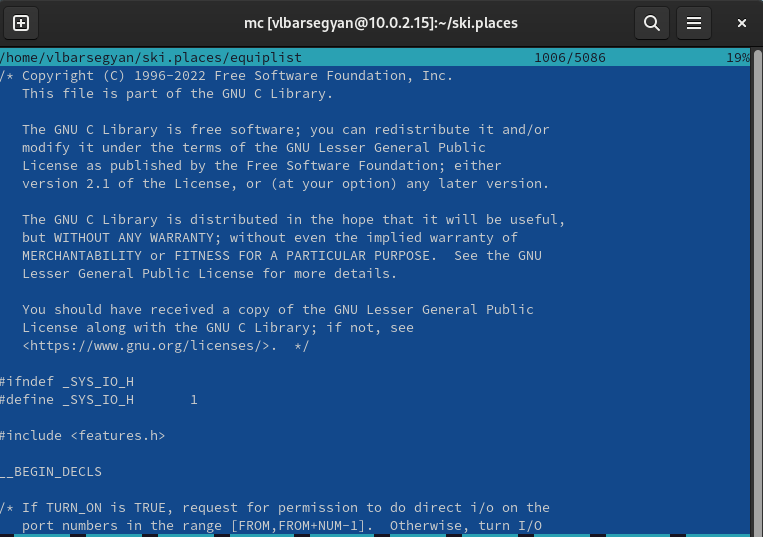 mc [vlbarsegyan@10.0.2.15]:~/ski.places
/home/vlbarsegyan/ski.places/equiplist 1006/5086 19%
/* Copyright (C) 1996-2022 Free Software Foundation, Inc.
This file is part of the GNU C Library.
The GNU C Library is free software; you can redistribute it and/or
modify it under the terms of the GNU Lesser General Public
License as published by the Free Software Foundation; either
version 2.1 of the License, or (at your option) any later version.
The GNU C Library is distributed in the hope that it will be useful,
but WITHOUT ANY WARRANTY; without even the implied warranty of
MERCHANTABILITY or FITNESS FOR A PARTICULAR PURPOSE.  See the GNU
Lesser General Public License for more details.
You should have received a copy of the GNU Lesser General Public
License along with the GNU C Library; if not, see
<https://www.gnu.org/licenses/>.  */
#ifndef _SYS_IO_H
#define _SYS_IO_H 1
#include <features.h>
__BEGIN_DECLS
/* If TURN_ON is TRUE, request for permission to do direct i/o on the
port numbers in the range [FROM,FROM+NUM-1].  Otherwise, turn I/O